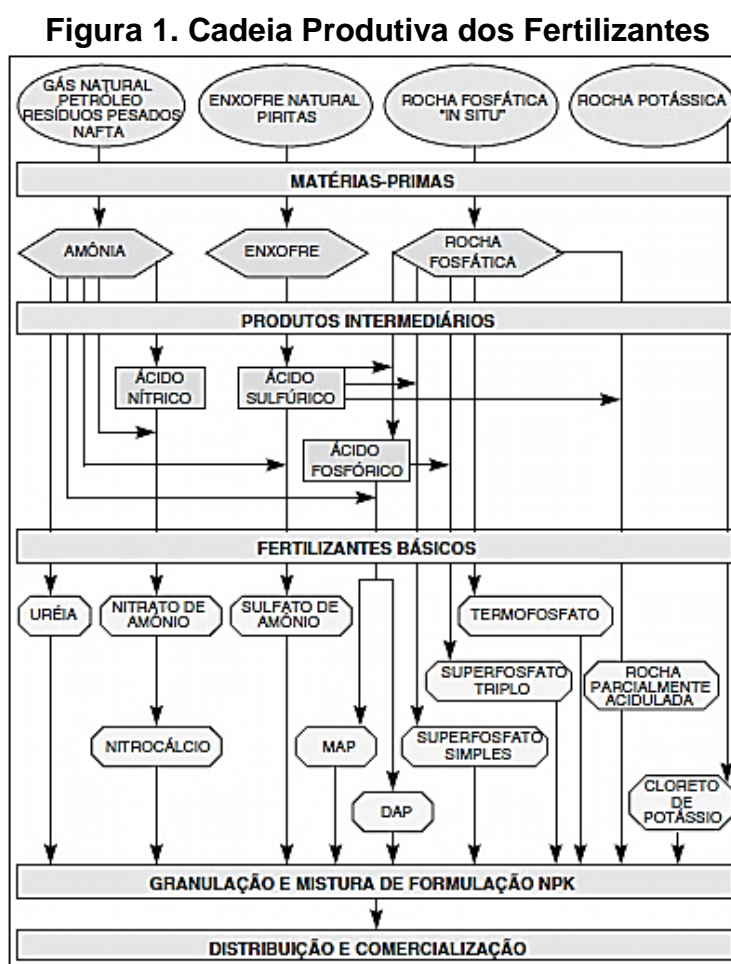 Figura 1. Cadeia Produtiva dos Fertilizantes
GÁS NATURAL
PETRÓLEO
RESÍDUOS PESADOS
NAFTA
ENXOFRE NATURAL
PIRITAS
ROCHA FOSFÁTICA
"IN SITU"
ROCHA POTÁSSICA
MATÉRIAS-PRIMAS
AMÔNIA
ENXOFRE
ROCHA
FOSFÁTICA
PRODUTOS INTERMEDIÁRIOS
ÁCIDO
NÍTRICO
ÁCIDO
SULFÚRICO
ÁCIDO
FOSFÓRICO
FERTILIZANTES BÁSICOS
URÉIA
NITRATO DE
AMÔNIO
SULFATO DE
AMÔNIO
TERMOFOSFATO
SUPERFOSFATO
TRIPLO
ROCHA
PARCIALMENTE
ACIDULADA
NITROCÁLCIO
MAP
SUPERFOSFATO
SIMPLES
DAP
CLORETO
DE
POTÁSSIO
GRANULAÇÃO E MISTURA DE FORMULAÇÃO NPK
DISTRIBUIÇÃO E COMERCIALIZAÇÃO